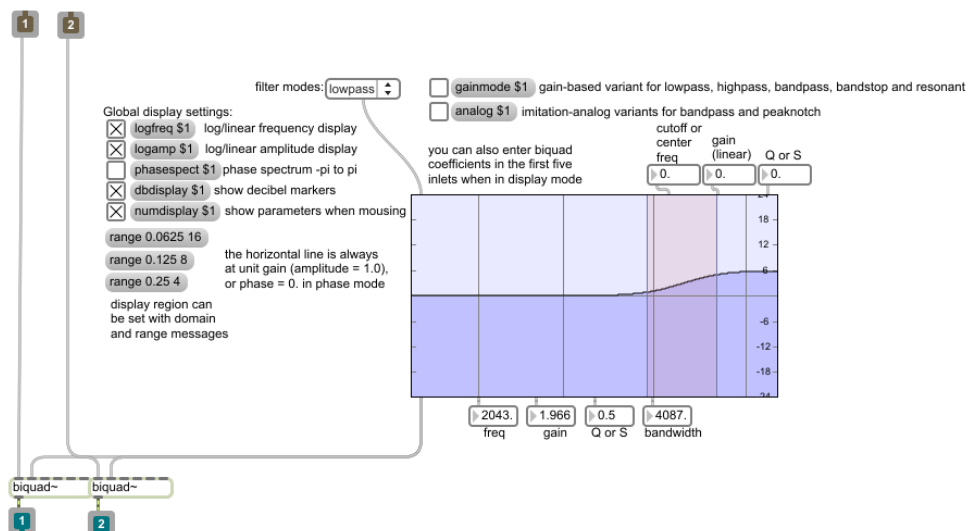 1
2
filter modes:
lowpass
gainmode $1
gain-based variant for lowpass, highpass, bandpass, bandstop and resonant
analog $1
imitation-analog variants for bandpass and peaknotch
Global display settings:
logfreq $1
log/linear frequency display
logamp $1
log/linear amplitude display
phasespect $1
phase spectrum -pi to pi
dbdisplay $1
show decibel markers
numdisplay $1
show parameters when mousing
you can also enter biquad
coefficients in the first five
inlets when in display mode
cutoff or
center
freq
gain
(linear)
Q or S
0.
0.
0.
range 0.0625 16
range 0.125 8
range 0.25 4
the horizontal line is always
at unit gain (amplitude = 1.0),
or phase = 0. in phase mode
display region can
be set with domain
and range messages
24
18
12
6
-6
-12
-18
24
2043.
1.966
0.5
4087.
freq
gain
Q or S
bandwidth
biquad~
biquad~
1
2